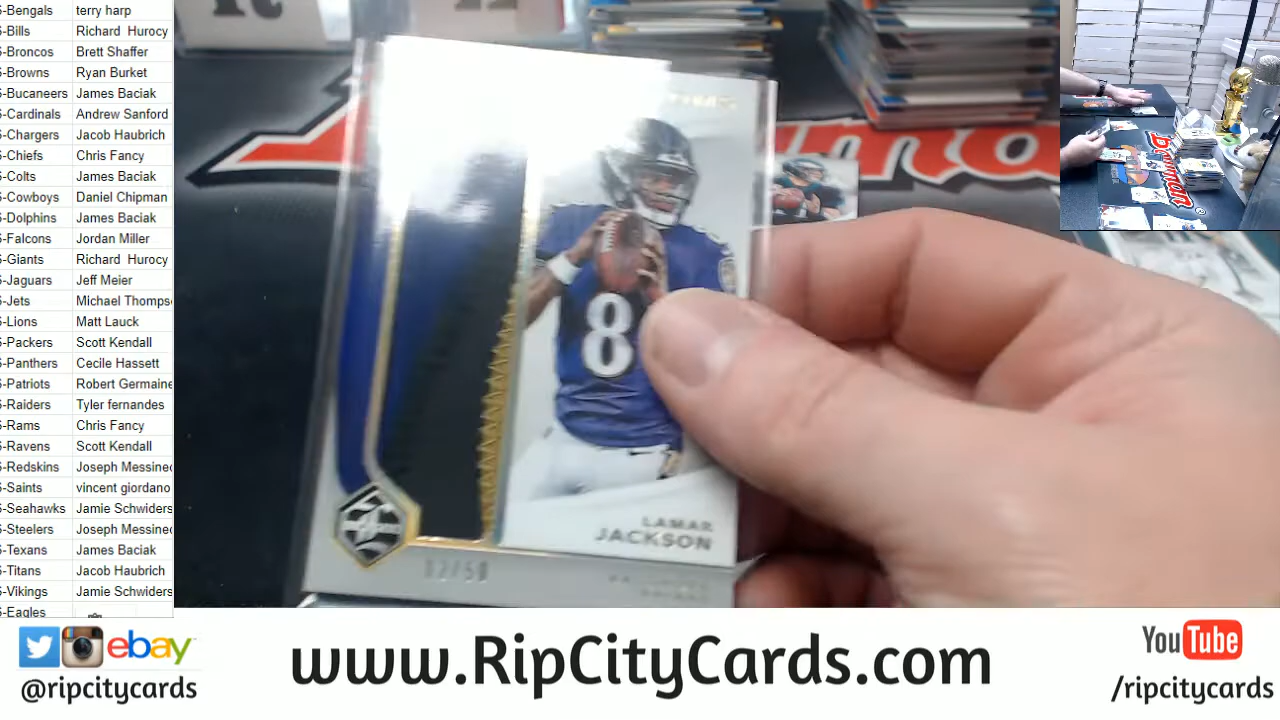 -Bengals terry harp
-Bills Richard Hurocy
-Broncos Brett Shaffer
-Browns Ryan Burket
-Bucaneers James Baciak
-Cardinals Andrew Sanford
-Chargers Jacob Haubrich
-Chiefs Chris Fancy
-Colts James Baciak
-Cowboys Daniel Chipman
-Dolphins James Baciak
-Falcons Jordan Miller
-Giants Richard Hurocy
-Jaguars Jeff Meier
-Jets Michael Thomps
-Lions Matt Lauck
-Packers Scott Kendall
-Panthers Cecile Hassett
-Patriots Robert Germaine
-Raiders Tyler fernandes
-Rams Chris Fancy
-Ravens Scott Kendall
-Redskins Joseph Messine
-Saints vincent giordano
-Seahawks Jamie Schwiders
-Steelers Joseph Messine
-Texans James Baciak
-Titans Jacob Haubrich
-Vikings Jamie Schwiders
-Eagles
8
LAMAR
JACKSON
Bowman
ebay
@ripcitycards
www.RipCityCards.com
YouTube
/ripcitycards